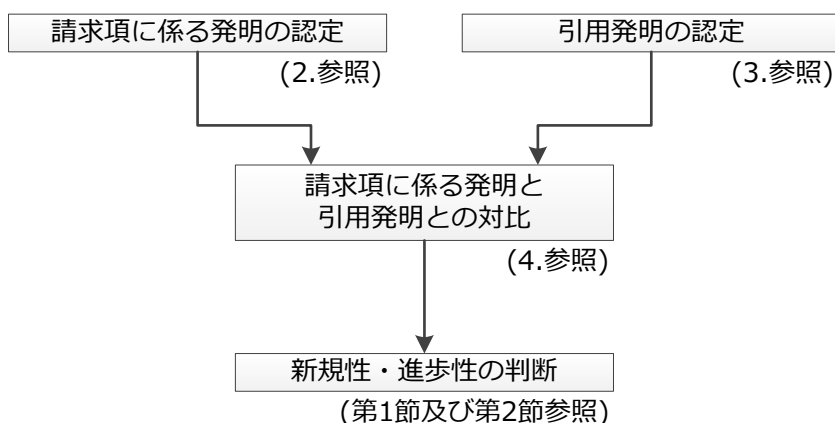 請求項に係る発明の認定
(2.参照)
引用発明の認定
(3.参照)
請求項に係る発明と
引用発明との対比
(4.参照)
新規性・進歩性の判断
(第1節及び第2節参照)